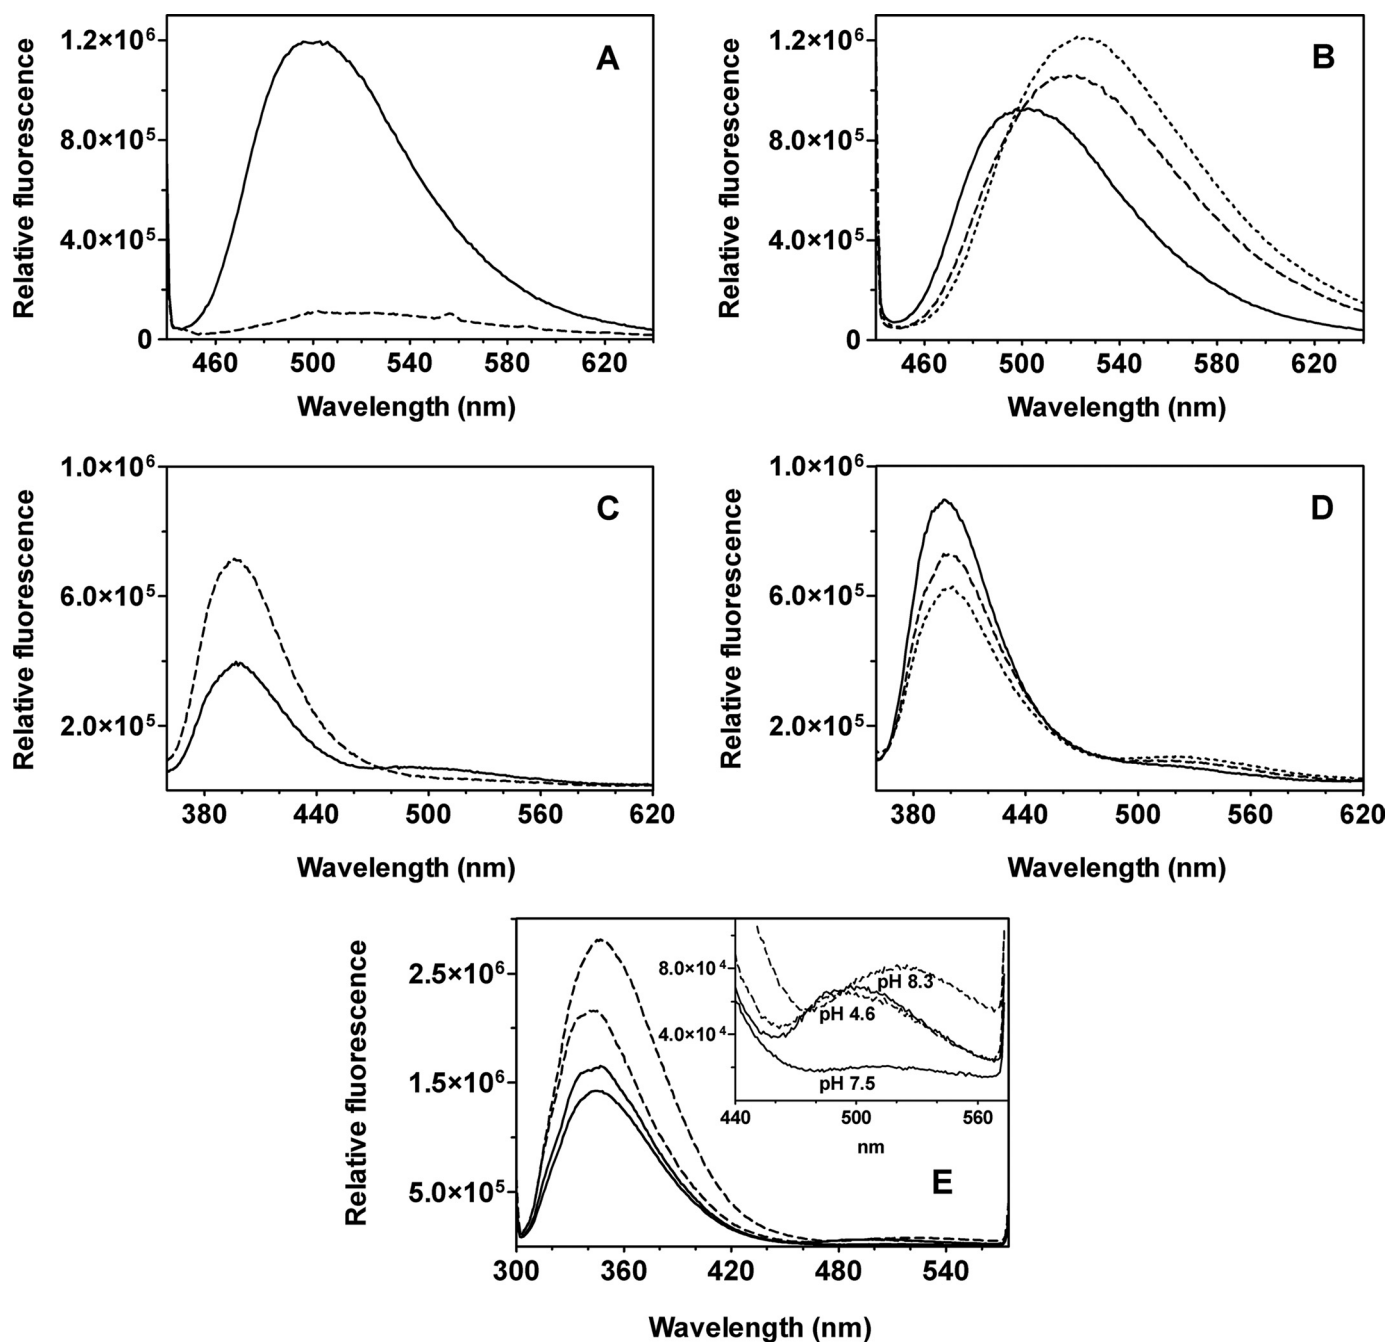 Relative fluorescence
1.2×10⁶
8.0×10⁵
4.0×10⁵
0
A
460 500 540 580 620
Wavelength (nm)
Relative fluorescence
1.2×10⁶
8.0×10⁵
4.0×10⁵
0
B
460 500 540 580 620
Wavelength (nm)
Relative fluorescence
1.0×10⁶
6.0×10⁵
2.0×10⁵
C
380 440 500 560 620
Wavelength (nm)
Relative fluorescence
1.0×10⁶
6.0×10⁵
2.0×10⁵
D
380 440 500 560 620
Wavelength (nm)
Relative fluorescence
2.5×10⁶
1.5×10⁶
5.0×10⁵
8.0×10⁴
4.0×10⁴
pH 8.3
pH 4.6
pH 7.5
440 500 560
nm
E
300 360 420 480 540
Wavelength (nm)